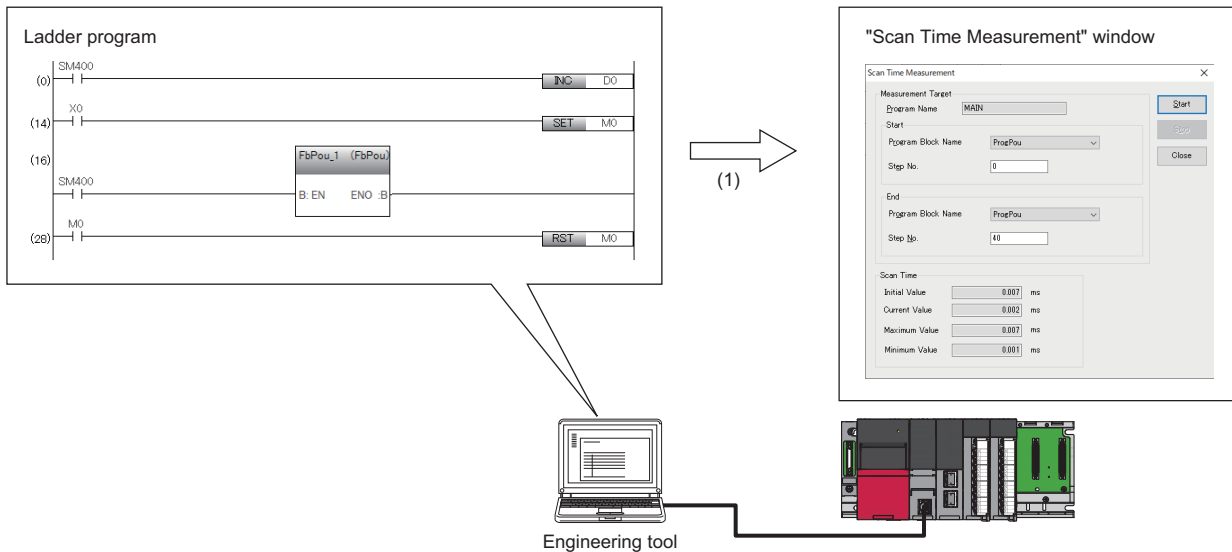 Ladder program
SM400
(0) INC D0
X0
(14) SET M0
(16) FbPou_1 (FbPou)
SM400
B: EN ENO :B
M0
(28) RST M0
(1)
"Scan Time Measurement" window
Scan Time Measurement
Measurement Target
Program Name MAIN
Start
Start
Stop
Program Block Name ProgPou
Close
Step No. 0
End
Program Block Name ProgPou
Step No. 40
Scan Time
Initial Value 0.007 ms
Current Value 0.002 ms
Maximum Value 0.007 ms
Minimum Value 0.001 ms
Engineering tool